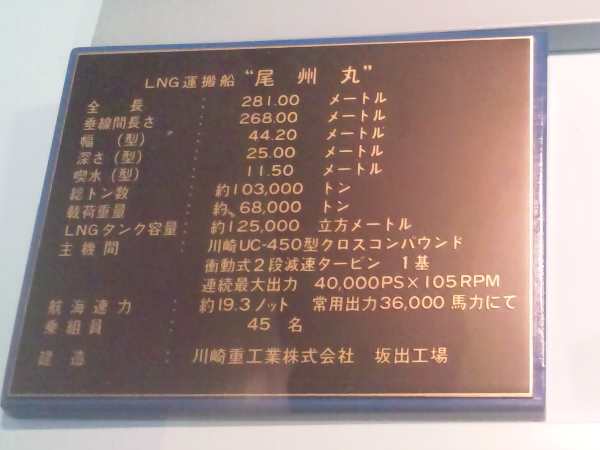 LNG運搬船 “尾州丸”
全長 : 281.00 メートル
垂線間長さ : 268.00 メートル
幅 (型) : 44.20 メートル
深さ (型) : 25.00 メートル
喫水 (型) : 11.50 メートル
総トン数 : 約103,000 トン
載荷重量 : 約 68,000 トン
LNGタンク容量 : 約125,000 立方メートル
主機関 : 川崎UC-450型クロスコンパウンド
衝動式2段減速タービン 1基
連続最大出力 40,000PS×105RPM
航海速力 : 約19.3ノット 常用出力36,000馬力にて
乗組員 : 45 名
建造 : 川崎重工業株式会社 坂出工場